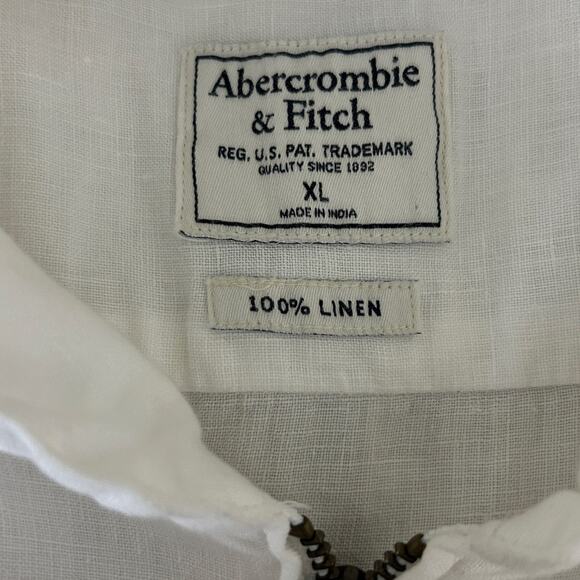 Abercrombie
& Fitch
REG. U.S. PAT. TRADEMARK
QUALITY SINCE 1892
XL
MADE IN INDIA
100% LINEN